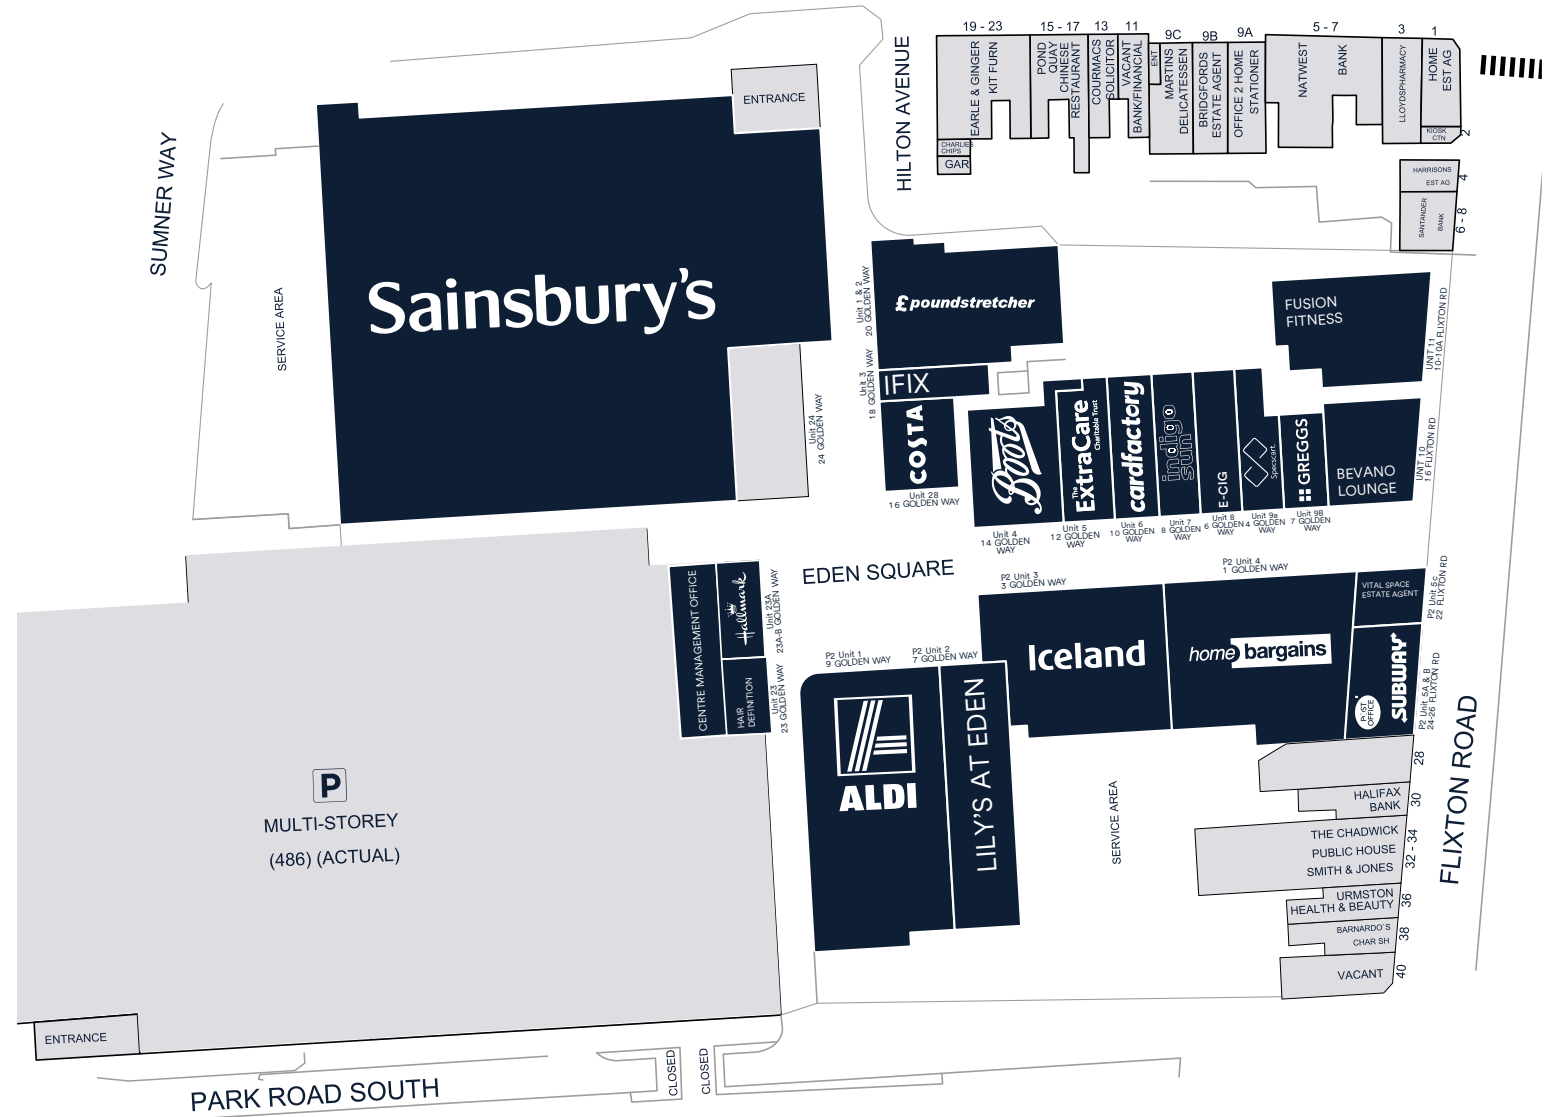 19 - 23
15 - 17
13
11
9C
9B
9A
5 - 7
3
1
HILTON AVENUE
EARLE & GINGER
KIT FURN
POND
QUAY
CHINESE
RESTAURANT
COURMACS
SOLICITOR
VACANT
BANK/FINANCIAL
ENT
MARTINS
DELICATESSEN
BRIDGFORDS
ESTATE AGENT
OFFICE 2 HOME
STATIONER
NATWEST
BANK
LLOYDSPHARMACY
HOME
EST AG
KIOSK
CTN
2
CHARLIES
CHIPS
GAR
HARRISONS
EST AG
4
SANTANDER
BANK
6 - 8
ENTRANCE
SUMNER WAY
SERVICE AREA
Sainsbury's
Unit 24
24 GOLDEN WAY
Unit 1 & 2
20 GOLDEN WAY
£ poundstretcher
Unit 3
18 GOLDEN WAY
IFIX
COSTA
Unit 28
16 GOLDEN WAY
FUSION
FITNESS
UNIT 11
10-10A FLIXTON RD
Boots
The
ExtraCare
Charitable Trust
cardfactory
indigo
sun
E-CIG
Specscart.
GREGGS
BEVANO
LOUNGE
UNIT 10
16 FLIXTON RD
Unit 4
14 GOLDEN
WAY
Unit 5
12 GOLDEN
WAY
Unit 6
10 GOLDEN
WAY
Unit 7
8 GOLDEN
WAY
Unit 8
6 GOLDEN
WAY
Unit 9a
4 GOLDEN
WAY
Unit 9B
7 GOLDEN
WAY
EDEN SQUARE
CENTRE MANAGEMENT OFFICE
Hallmark
Unit 23A
23A-B GOLDEN WAY
HAIR
DEFINITION
Unit 23
23 GOLDEN WAY
P2 Unit 1
9 GOLDEN WAY
P2 Unit 2
7 GOLDEN WAY
P2 Unit 3
3 GOLDEN WAY
P2 Unit 4
1 GOLDEN WAY
ALDI
LILY'S AT EDEN
Iceland
home bargains
VITAL SPACE
ESTATE AGENT
P2 Unit 5c
22 FLIXTON RD
POST
OFFICE
SUBWAY
P2 Unit 5A & B
24-26 FLIXTON RD
SERVICE AREA
28
HALIFAX
BANK
30
THE CHADWICK
PUBLIC HOUSE
SMITH & JONES
32 - 34
URMSTON
HEALTH & BEAUTY
36
BARNARDO`S
CHAR SH
38
VACANT
40
FLIXTON ROAD
P
MULTI-STOREY
(486) (ACTUAL)
ENTRANCE
CLOSED
CLOSED
PARK ROAD SOUTH